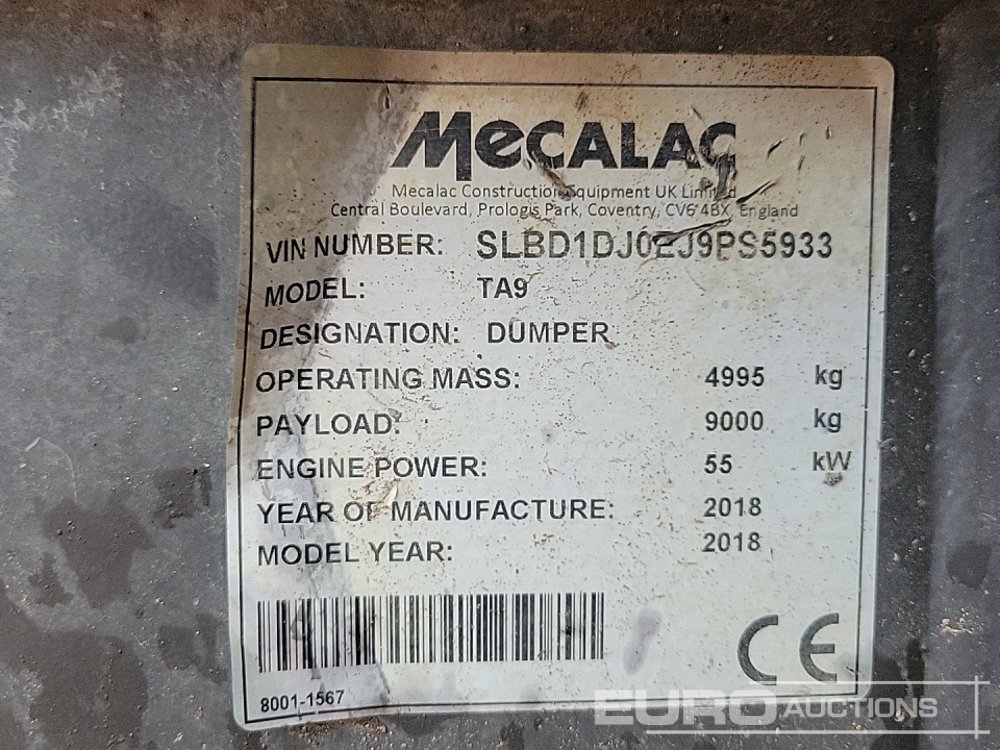 MECALAC
Mecalac Construction Equipment UK Limited
Central Boulevard, Prologis Park, Coventry, CV6 4BX, England
VIN NUMBER: SLBD1DJ0EJ9PS5933
MODEL: TA9
DESIGNATION: DUMPER
OPERATING MASS: 4995 kg
PAYLOAD: 9000 kg
ENGINE POWER: 55 kW
YEAR OF MANUFACTURE: 2018
MODEL YEAR: 2018
CE
8001-1567
EURO AUCTIONS